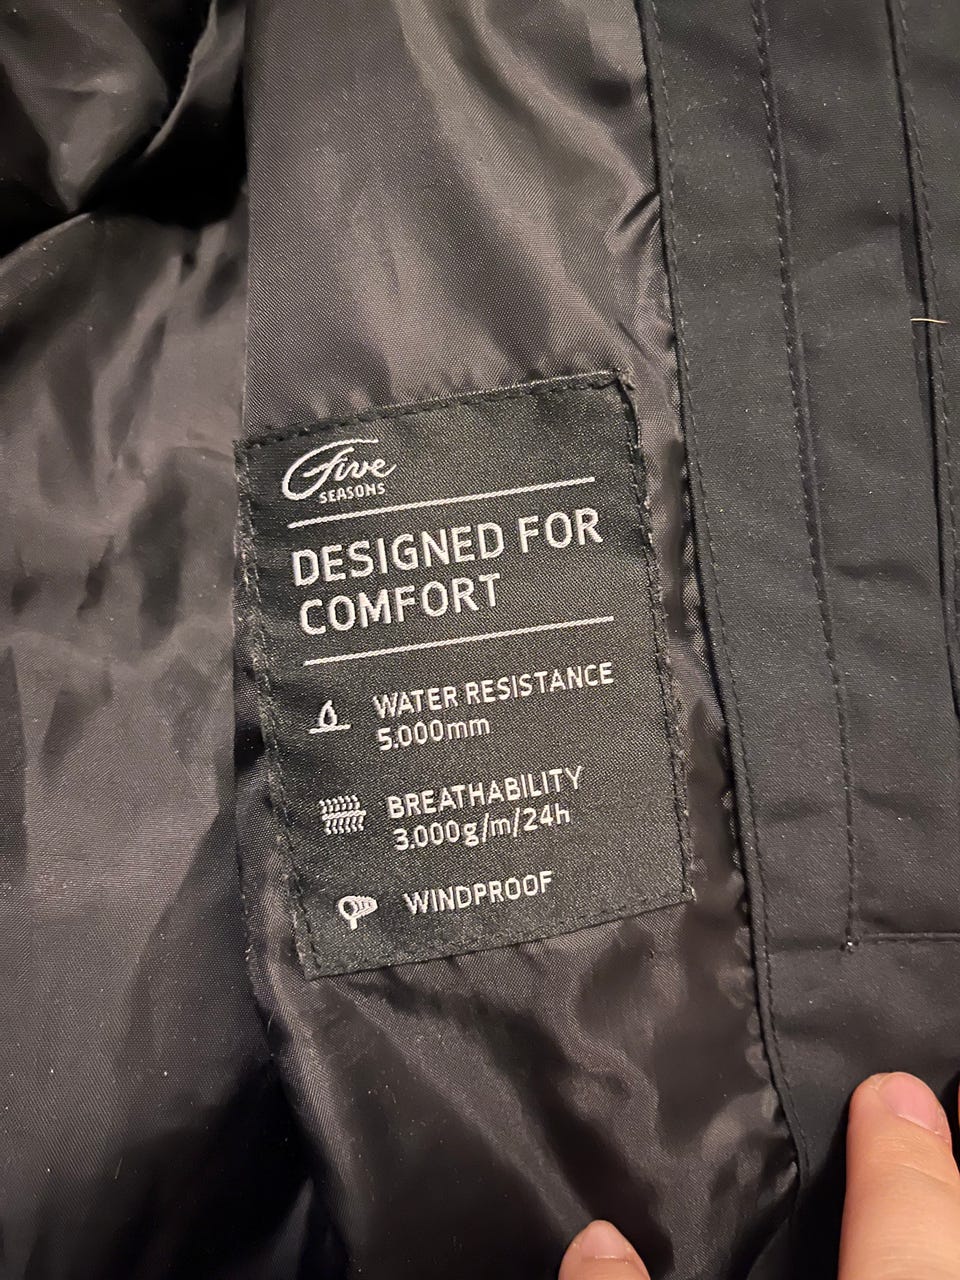 Five
SEASONS
DESIGNED FOR
COMFORT
WATER RESISTANCE
5.000mm
BREATHABILITY
3.000g/m/24h
WINDPROOF